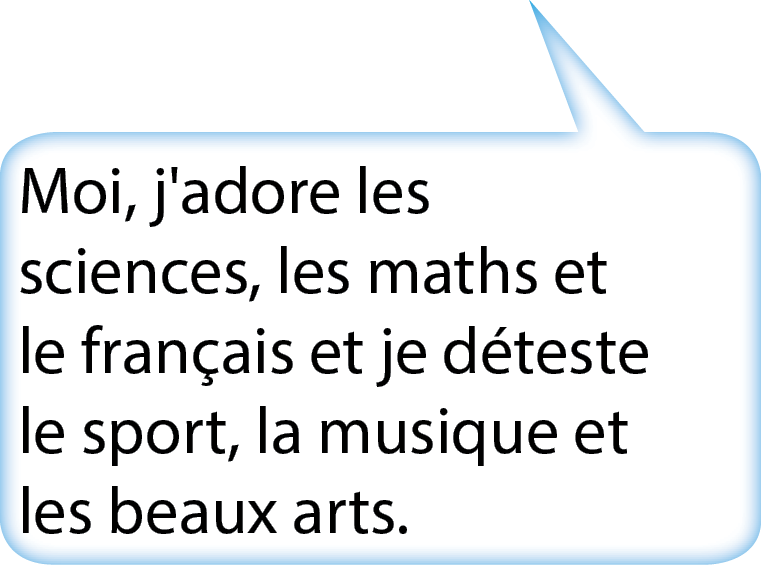 Moi, j'adore les
sciences, les maths et
le français et je déteste
le sport, la musique et
les beaux arts.